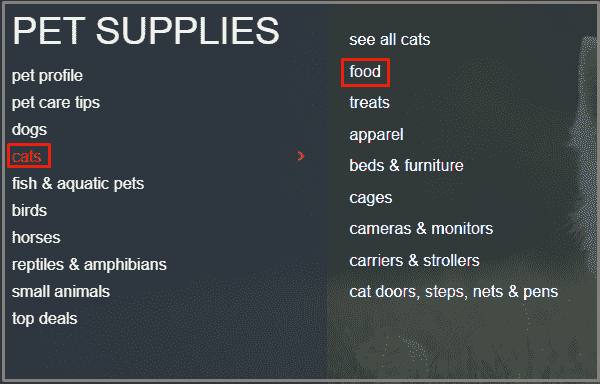 PET SUPPLIES
pet profile
pet care tips
dogs
cats
fish & aquatic pets
birds
horses
reptiles & amphibians
small animals
top deals
see all cats
food
treats
apparel
beds & furniture
cages
cameras & monitors
carriers & strollers
cat doors, steps, nets & pens